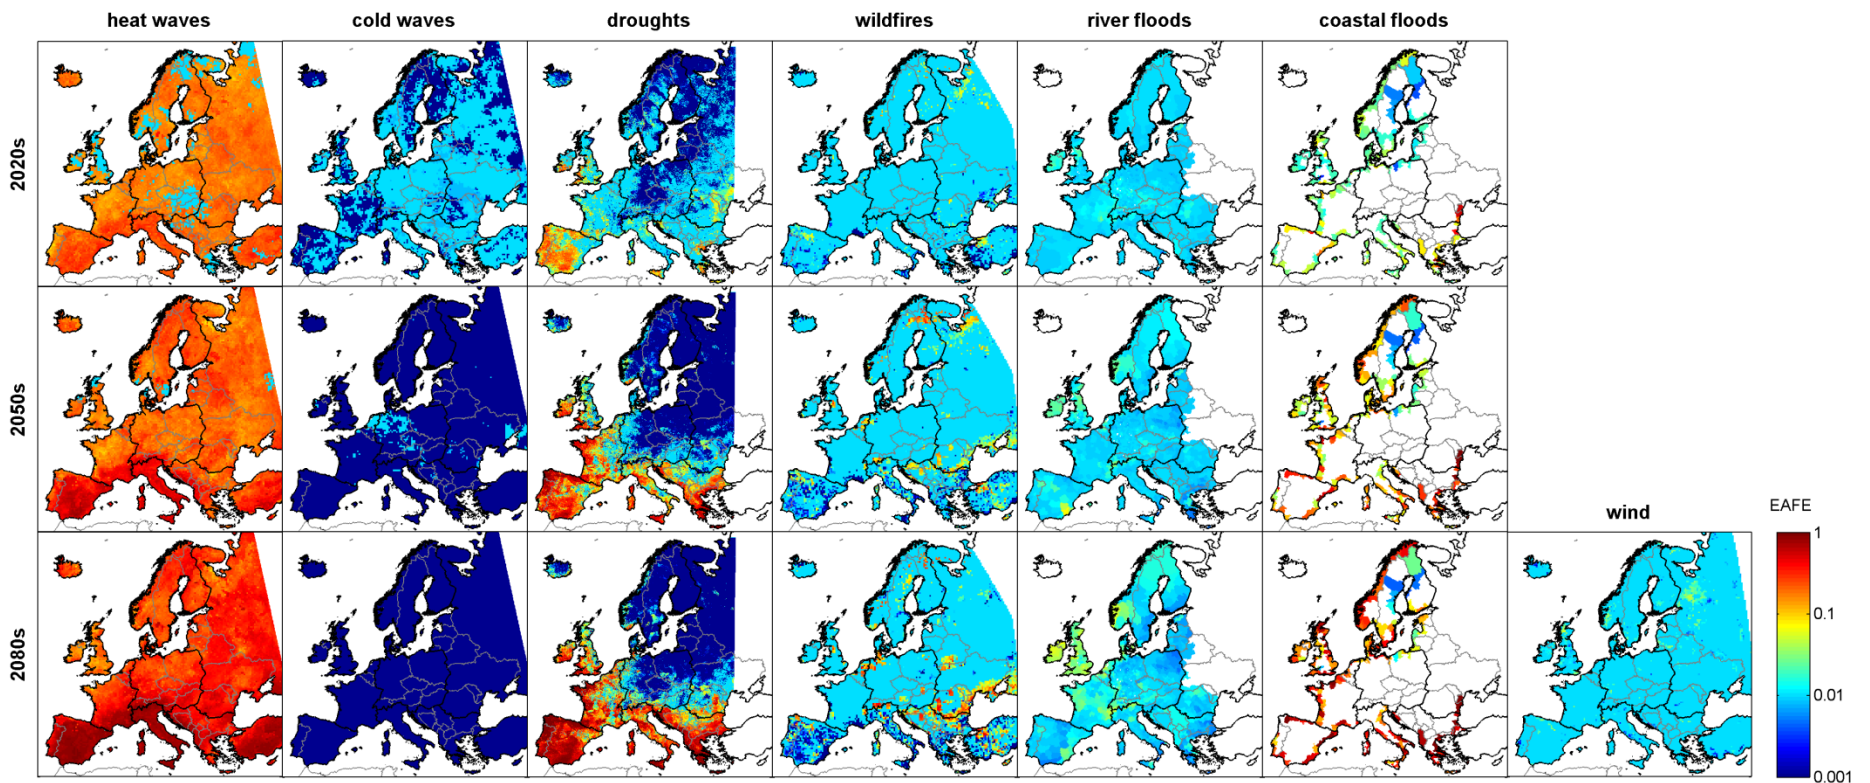 heat waves cold waves droughts wildfires river floods coastal floods
2020s
2050s
wind
EAFE
2080s
1
0.1
0.01
0.001